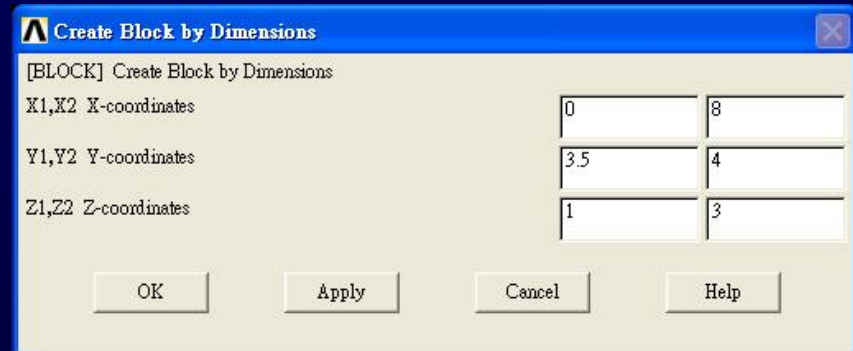 Create Block by Dimensions
[BLOCK] Create Block by Dimensions
X1,X2 X-coordinates 0 8
Y1,Y2 Y-coordinates 3.5 4
Z1,Z2 Z-coordinates 1 3
OK Apply Cancel Help